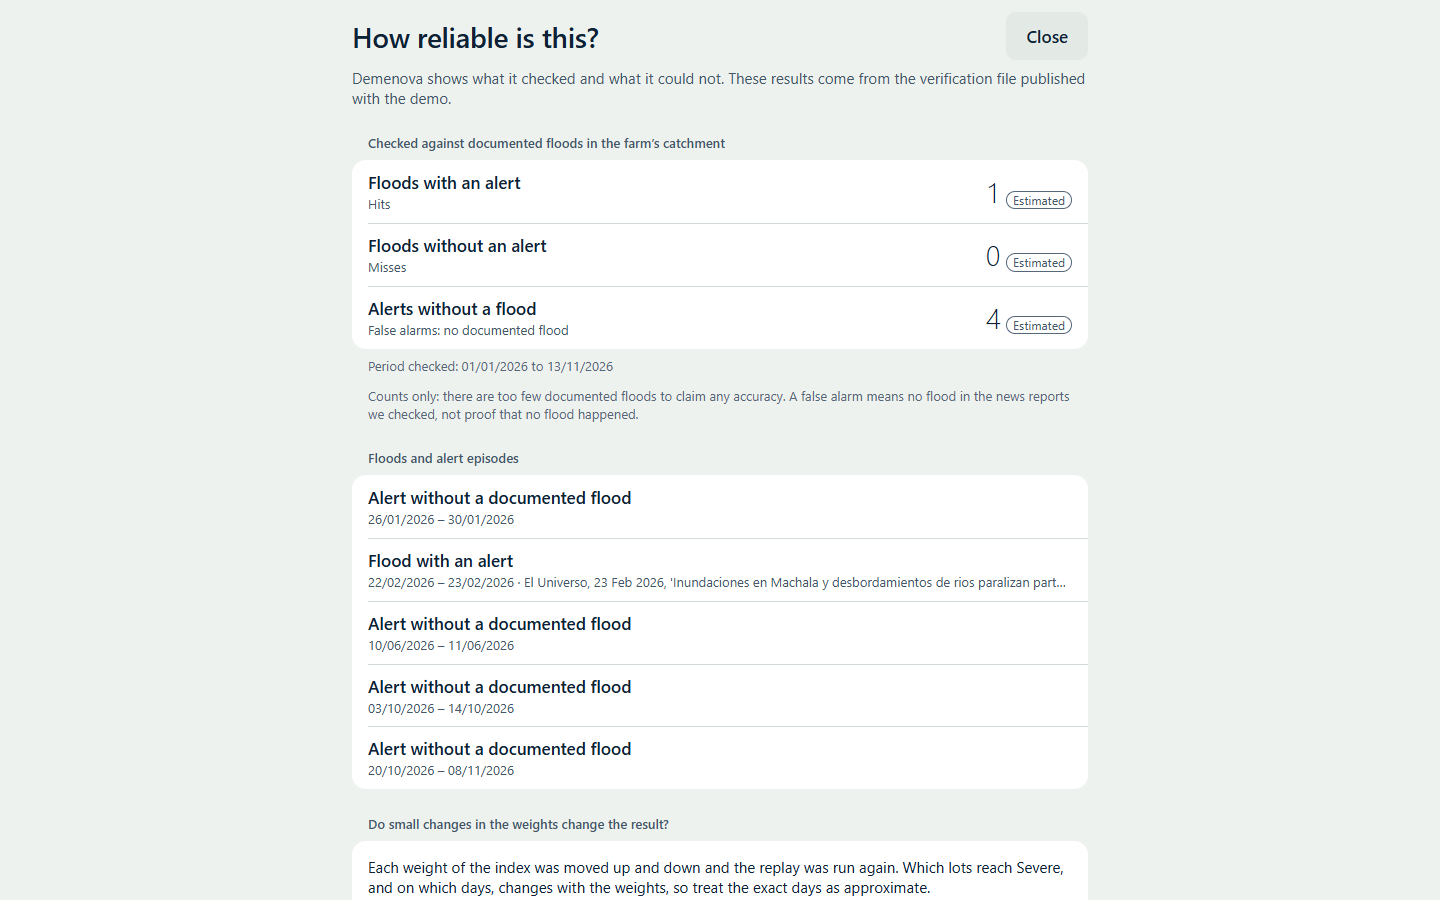 How reliable is this?
Close
Demenova shows what it checked and what it could not. These results come from the verification file published
with the demo.
Checked against documented floods in the farm's catchment
Floods with an alert
Hits
1 Estimated
Floods without an alert
Misses
0 Estimated
Alerts without a flood
False alarms: no documented flood
4 Estimated
Period checked: 01/01/2026 to 13/11/2026
Counts only: there are too few documented floods to claim any accuracy. A false alarm means no flood in the news reports
we checked, not proof that no flood happened.
Floods and alert episodes
Alert without a documented flood
26/01/2026 – 30/01/2026
Flood with an alert
22/02/2026 – 23/02/2026 · El Universo, 23 Feb 2026, 'Inundaciones en Machala y desbordamientos de rios paralizan part...
Alert without a documented flood
10/06/2026 – 11/06/2026
Alert without a documented flood
03/10/2026 – 14/10/2026
Alert without a documented flood
20/10/2026 – 08/11/2026
Do small changes in the weights change the result?
Each weight of the index was moved up and down and the replay was run again. Which lots reach Severe,
and on which days, changes with the weights, so treat the exact days as approximate.